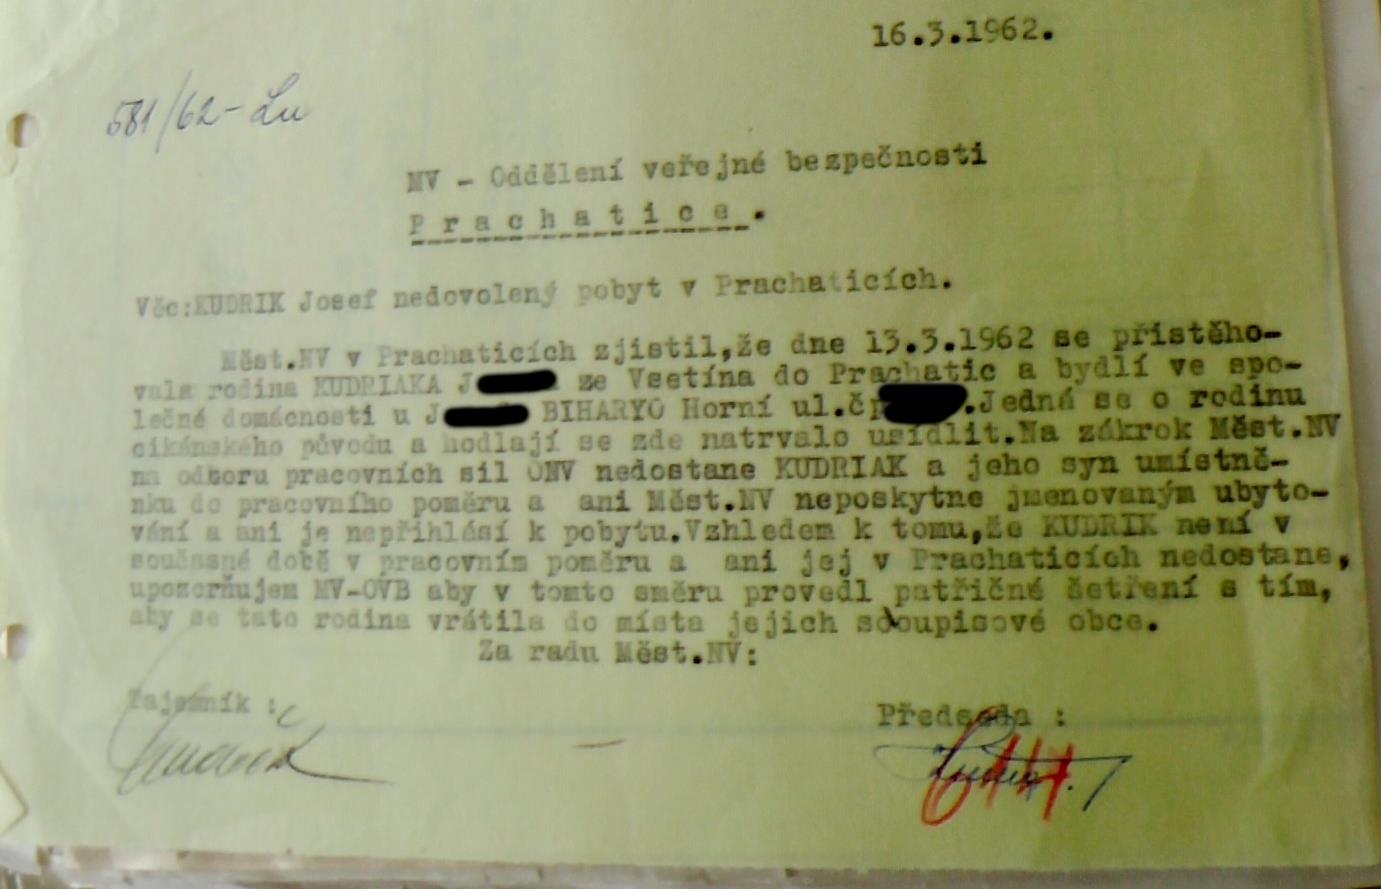 16.3.1962.
581/62-Lu
MV - Oddělení veřejné bezpečnosti
Prachatice.
Věc:KUDRIK Josef nedovolený pobyt v Prachaticích.
Měst.NV v Prachaticích zjistil,že dne 13.3.1962 se přistěho-
vala rodina KUDRIAKA J ze Vsetína do Prachatic a bydlí ve spo-
lečné domácnosti u J BIHARYO Horní ul.čp .Jedná se o rodinu
cikánského původu a hodlají se zde natrvalo usídlit.Na zákrok Měst.NV
na odboru pracovních sil ONV nedostane KUDRIAK a jeho syn umístně-
nku do pracovního poměru a ani Měst.NV neposkytne jmenovaným ubyto-
vání a ani je nepřihlásí k pobytu.Vzhledem k tomu,že KUDRIK není v
současné době v pracovním poměru a ani jej v Prachaticích nedostane,
upozorňujem MV-OVB aby v tomto směru provedl patřičné šetření s tím,
aby se tato rodina vrátila do místa jejich soupisové obce.
Za radu Měst.NV:
Tajemník :
Předseda :